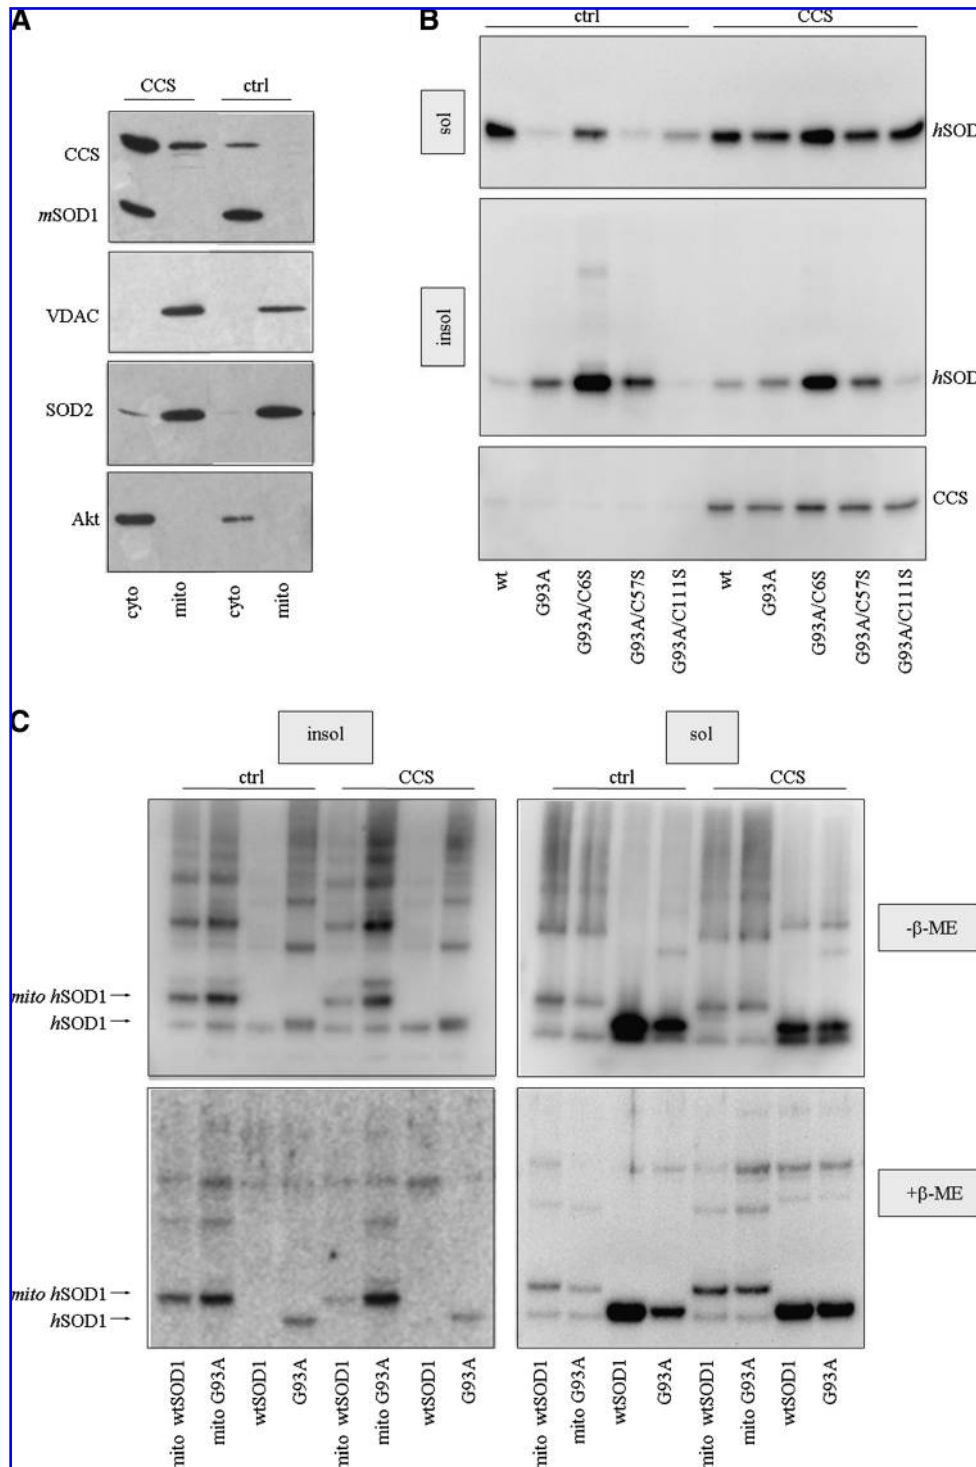 A
CCS ctrl
CCS
mSOD1
VDAC
SOD2
Akt
cyto mito cyto mito
B
ctrl CCS
sol
hSOD
insol
hSOD
CCS
wt G93A G93A/C6S G93A/C57S G93A/C111S wt G93A G93A/C6S G93A/C57S G93A/C111S
C
insol sol
ctrl CCS ctrl CCS
-β-ME
mito hSOD1→
hSOD1→
+β-ME
mito hSOD1→
hSOD1→
mito wtSOD1 mito G93A wtSOD1 G93A mito wtSOD1 mito G93A wtSOD1 G93A mito wtSOD1 mito G93A wtSOD1 G93A mito wtSOD1 mito G93A wtSOD1 G93A